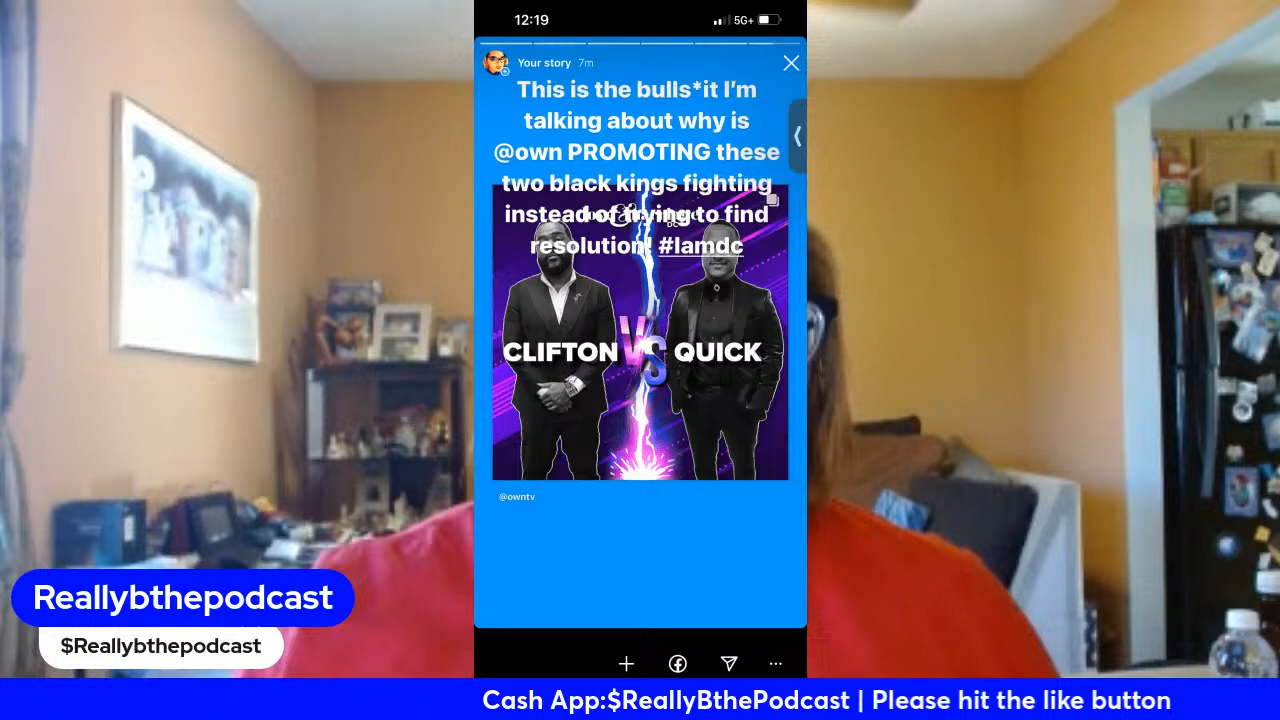 12:19
5G+
Your story 7m
This is the bulls*it I'm
talking about why is
@own PROMOTING these
two black kings fighting
instead of trying to find
resolution! #Iamdc
CLIFTON VS QUICK
@owntv
Reallybthepodcast
$Reallybthepodcast
Cash App:$ReallyBthePodcast | Please hit the like button